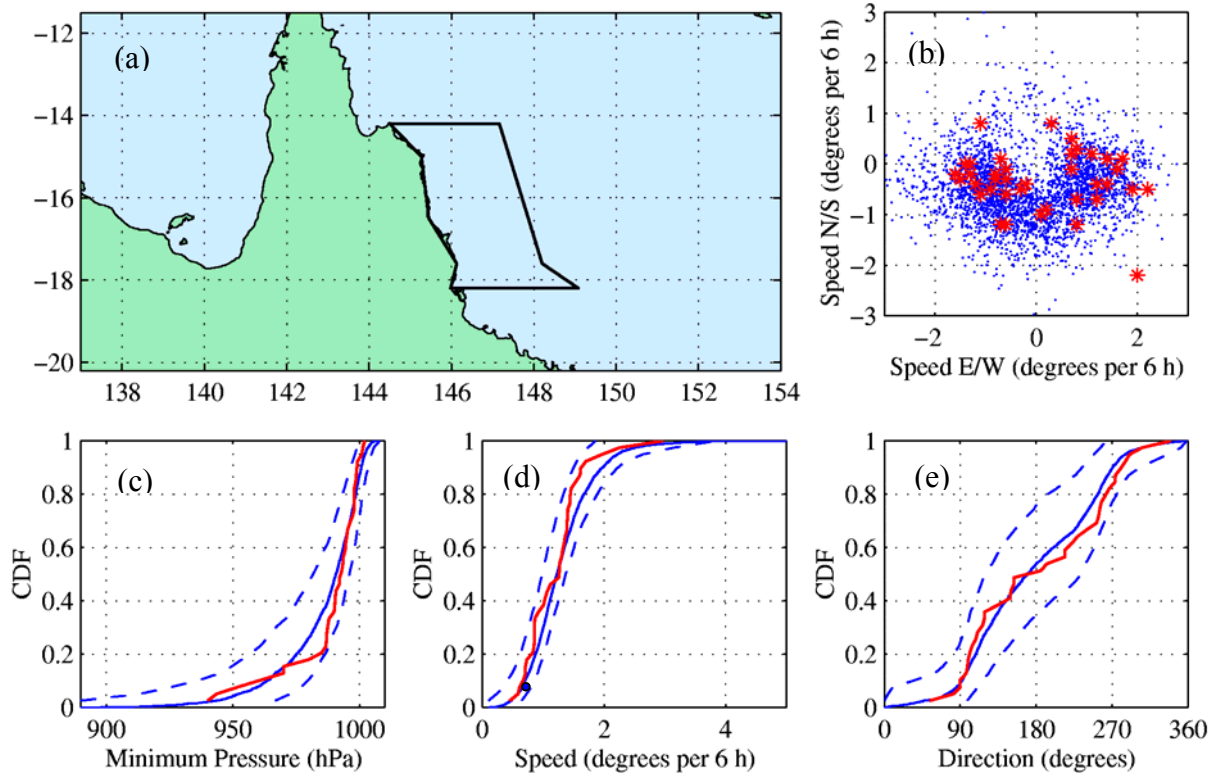 (a)
−12
−14
−16
−18
−20
138 140 142 144 146 148 150 152 154
(b)
Speed N/S (degrees per 6 h)
3
2
1
0
−1
−2
−3
−2 0 2
Speed E/W (degrees per 6 h)
(c)
CDF
1
0.8
0.6
0.4
0.2
0
900 950 1000
Minimum Pressure (hPa)
(d)
CDF
1
0.8
0.6
0.4
0.2
0
0 2 4
Speed (degrees per 6 h)
(e)
CDF
1
0.8
0.6
0.4
0.2
0
0 90 180 270 360
Direction (degrees)